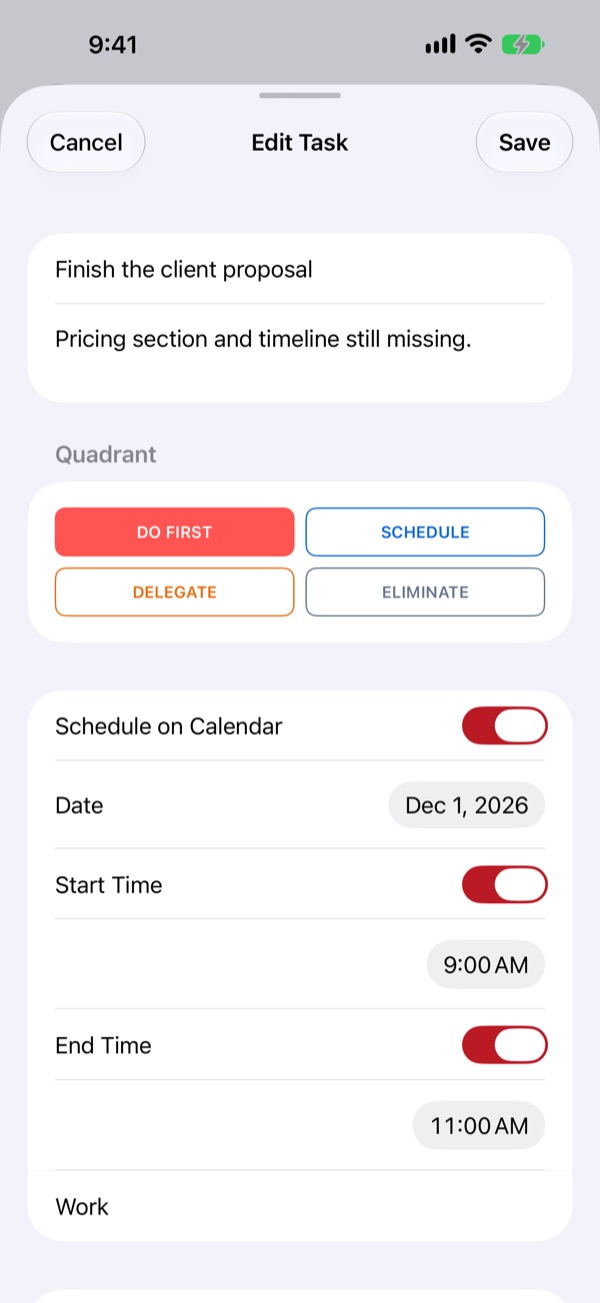 9:41
Cancel
Edit Task
Save
Finish the client proposal
Pricing section and timeline still missing.
Quadrant
DO FIRST
SCHEDULE
DELEGATE
ELIMINATE
Schedule on Calendar
Date
Dec 1, 2026
Start Time
9:00 AM
End Time
11:00 AM
Work